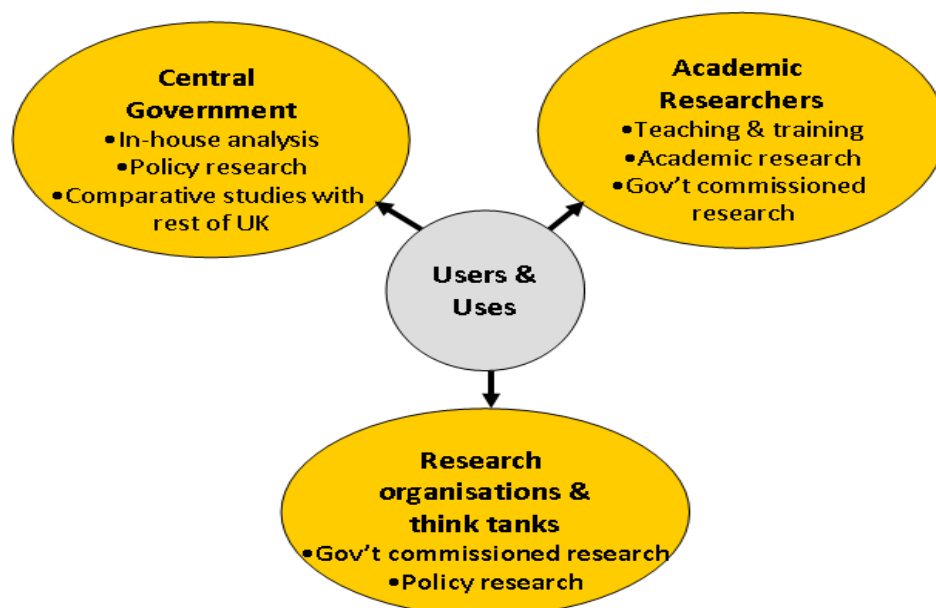 Central
Government
•In-house analysis
•Policy research
•Comparative studies with
rest of UK
Academic
Researchers
•Teaching & training
•Academic research
•Gov't commissioned
research
Users &
Uses
Research
organisations &
think tanks
•Gov't commissioned research
•Policy research